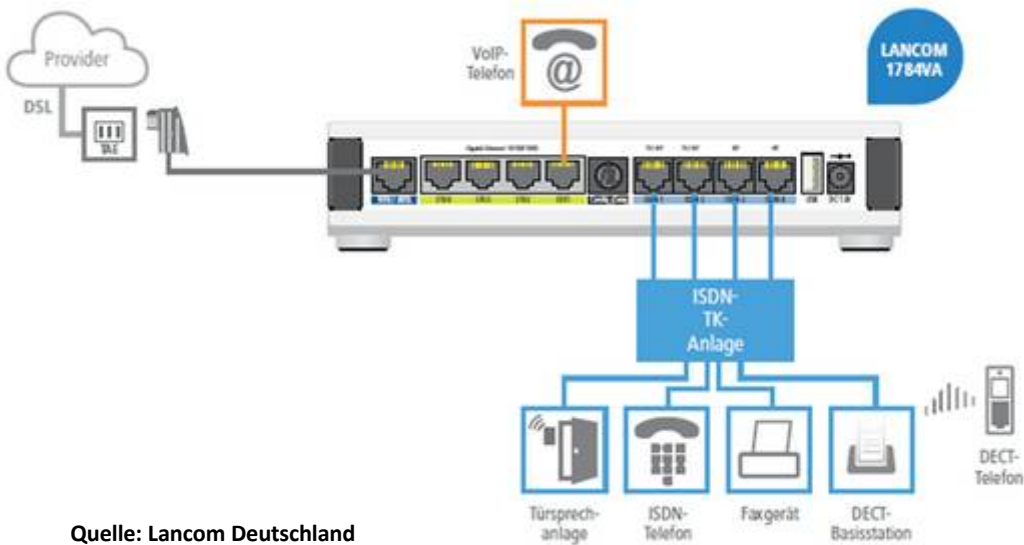 Provider
DSL
TAE
VoIP-
Telefon
@
LANCOM
1784VA
USB
ISDN-
TK-
Anlage
Türsprech-
anlage
ISDN-
Telefon
Faxgerät
DECT-
Basisstation
DECT-
Telefon
Quelle: Lancom Deutschland